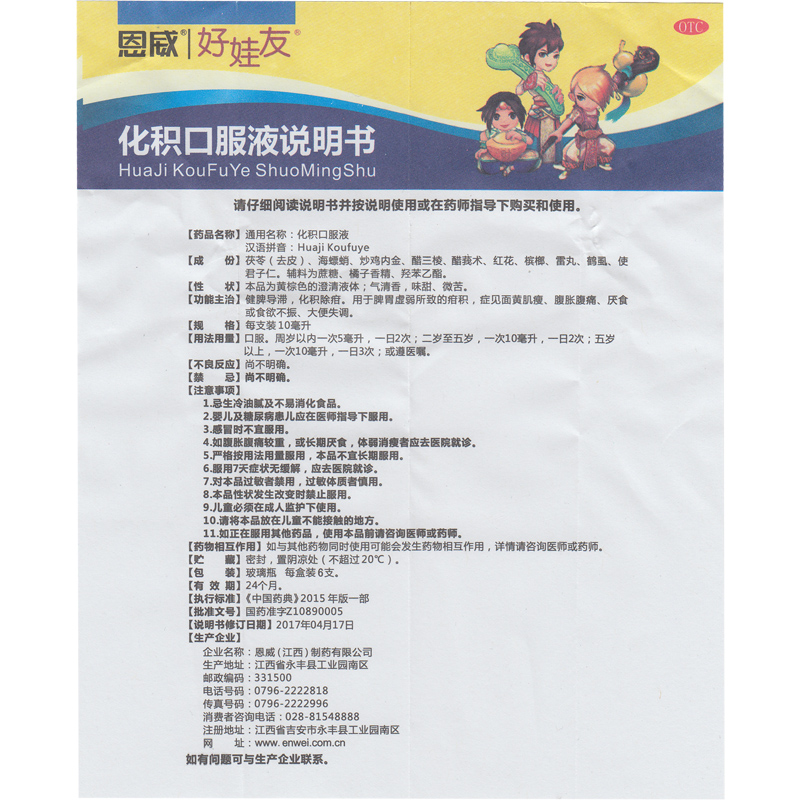 恩威® 好娃友®
OTC
化积口服液说明书
HuaJi KouFuYe ShuoMingShu
请仔细阅读说明书并按说明使用或在药师指导下购买和使用。
【药品名称】通用名称：化积口服液
汉语拼音：Huaji Koufuye
【成　　份】茯苓（去皮）、海螵蛸、炒鸡内金、醋三棱、醋莪术、红花、槟榔、雷丸、鹤虱、使
君子仁。辅料为蔗糖、橘子香精、羟苯乙酯。
【性　　状】本品为黄棕色的澄清液体；气清香，味甜、微苦。
【功能主治】健脾导滞，化积除疳。用于脾胃虚弱所致的疳积，症见面黄肌瘦、腹胀腹痛、厌食
或食欲不振、大便失调。
【规　　格】每支装10毫升
【用法用量】口服。周岁以内一次5毫升，一日2次；二岁至五岁，一次10毫升，一日2次；五岁
以上，一次10毫升，一日3次；或遵医嘱。
【不良反应】尚不明确。
【禁　　忌】尚不明确。
【注意事项】
1.忌生冷油腻及不易消化食品。
2.婴儿及糖尿病患儿应在医师指导下服用。
3.感冒时不宜服用。
4.如腹胀腹痛较重，或长期厌食，体弱消瘦者应去医院就诊。
5.严格按用法用量服用，本品不宜长期服用。
6.服用7天症状无缓解，应去医院就诊。
7.对本品过敏者禁用，过敏体质者慎用。
8.本品性状发生改变时禁止服用。
9.儿童必须在成人监护下使用。
10.请将本品放在儿童不能接触的地方。
11.如正在服用其他药品，使用本品前请咨询医师或药师。
【药物相互作用】如与其他药物同时使用可能会发生药物相互作用，详情请咨询医师或药师。
【贮　　藏】密封，置阴凉处（不超过20℃）。
【包　　装】玻璃瓶　每盒装6支。
【有 效 期】24个月。
【执行标准】《中国药典》2015年版一部
【批准文号】国药准字Z10890005
【说明书修订日期】2017年04月17日
【生产企业】
企业名称：恩威（江西）制药有限公司
生产地址：江西省永丰县工业园南区
邮政编码：331500
电话号码：0796-2222818
传真号码：0796-2222996
消费者咨询电话：028-81548888
注册地址：江西省吉安市永丰县工业园南区
网　　址：www.enwei.com.cn
如有问题可与生产企业联系。